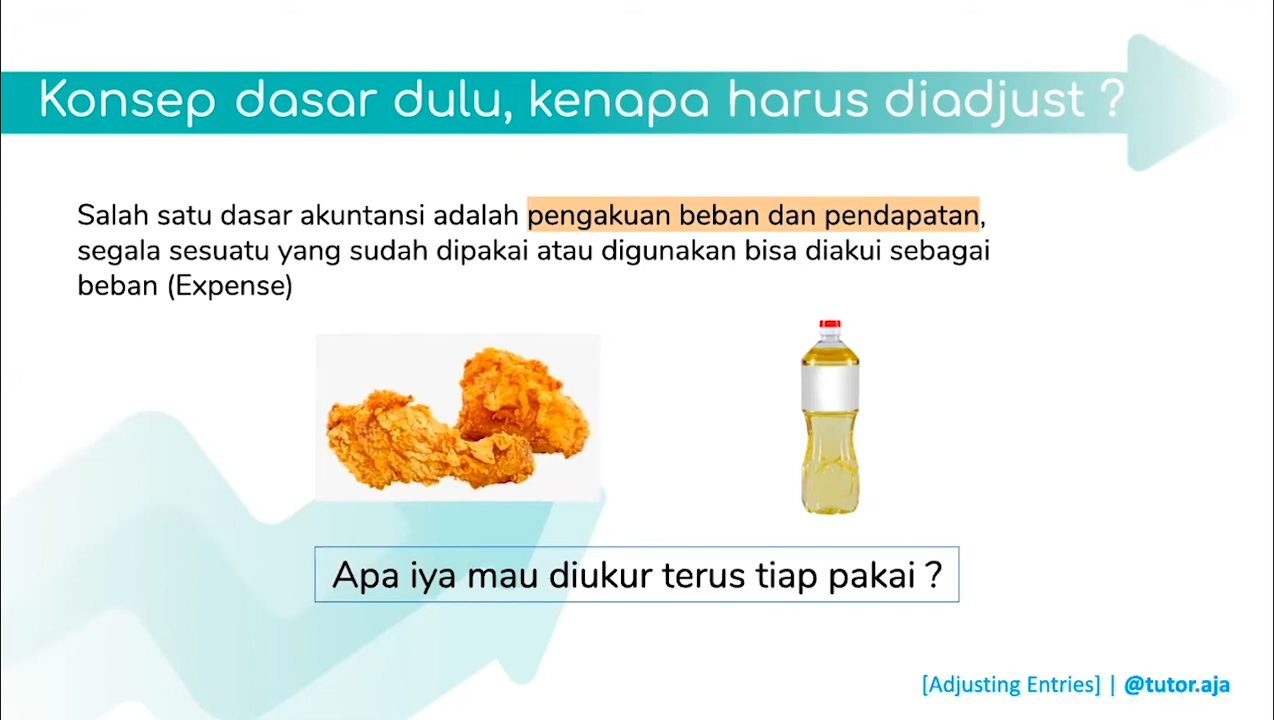 Konsep dasar dulu, kenapa harus diadjust ?
Salah satu dasar akuntansi adalah pengakuan beban dan pendapatan,
segala sesuatu yang sudah dipakai atau digunakan bisa diakui sebagai
beban (Expense)
Apa iya mau diukur terus tiap pakai ?
[Adjusting Entries] | @tutor.aja